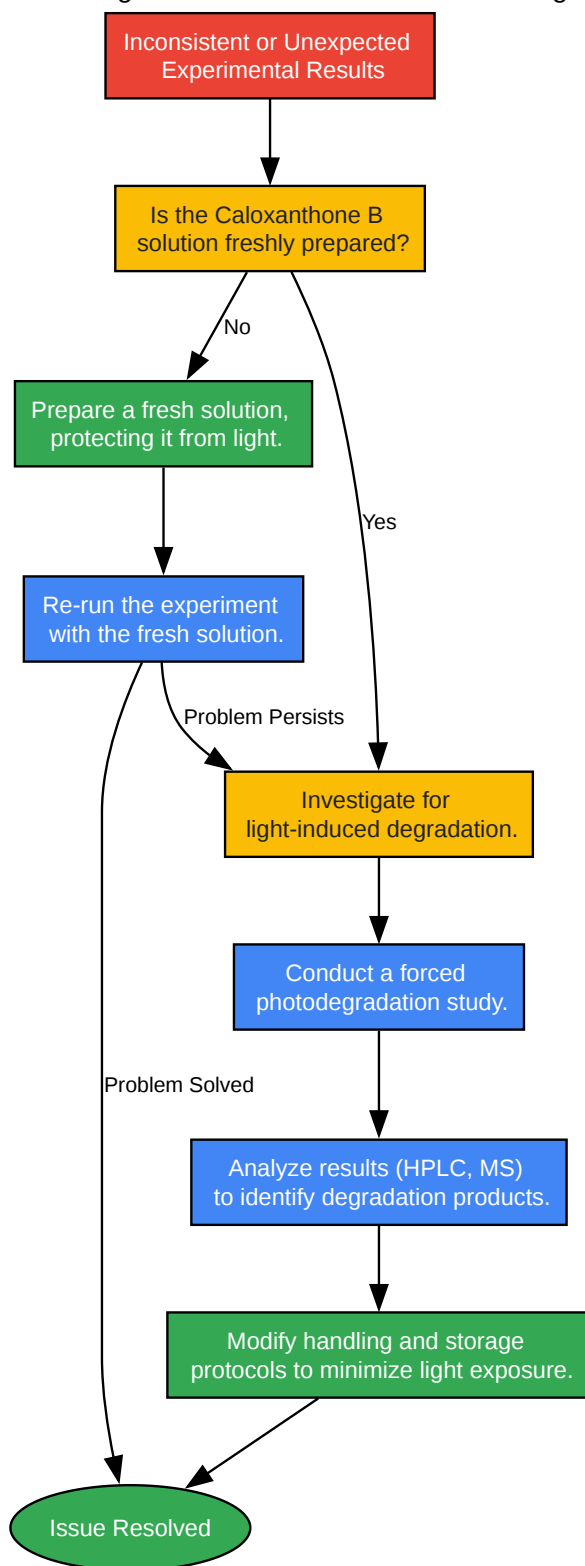 Inconsistent or Unexpected
Experimental Results
Is the Caloxanthone B
solution freshly prepared?
No
Prepare a fresh solution,
protecting it from light.
Yes
Re-run the experiment
with the fresh solution.
Problem Persists
Investigate for
light-induced degradation.
Conduct a forced
photodegradation study.
Problem Solved
Analyze results (HPLC, MS)
to identify degradation products.
Modify handling and storage
protocols to minimize light exposure.
Issue Resolved